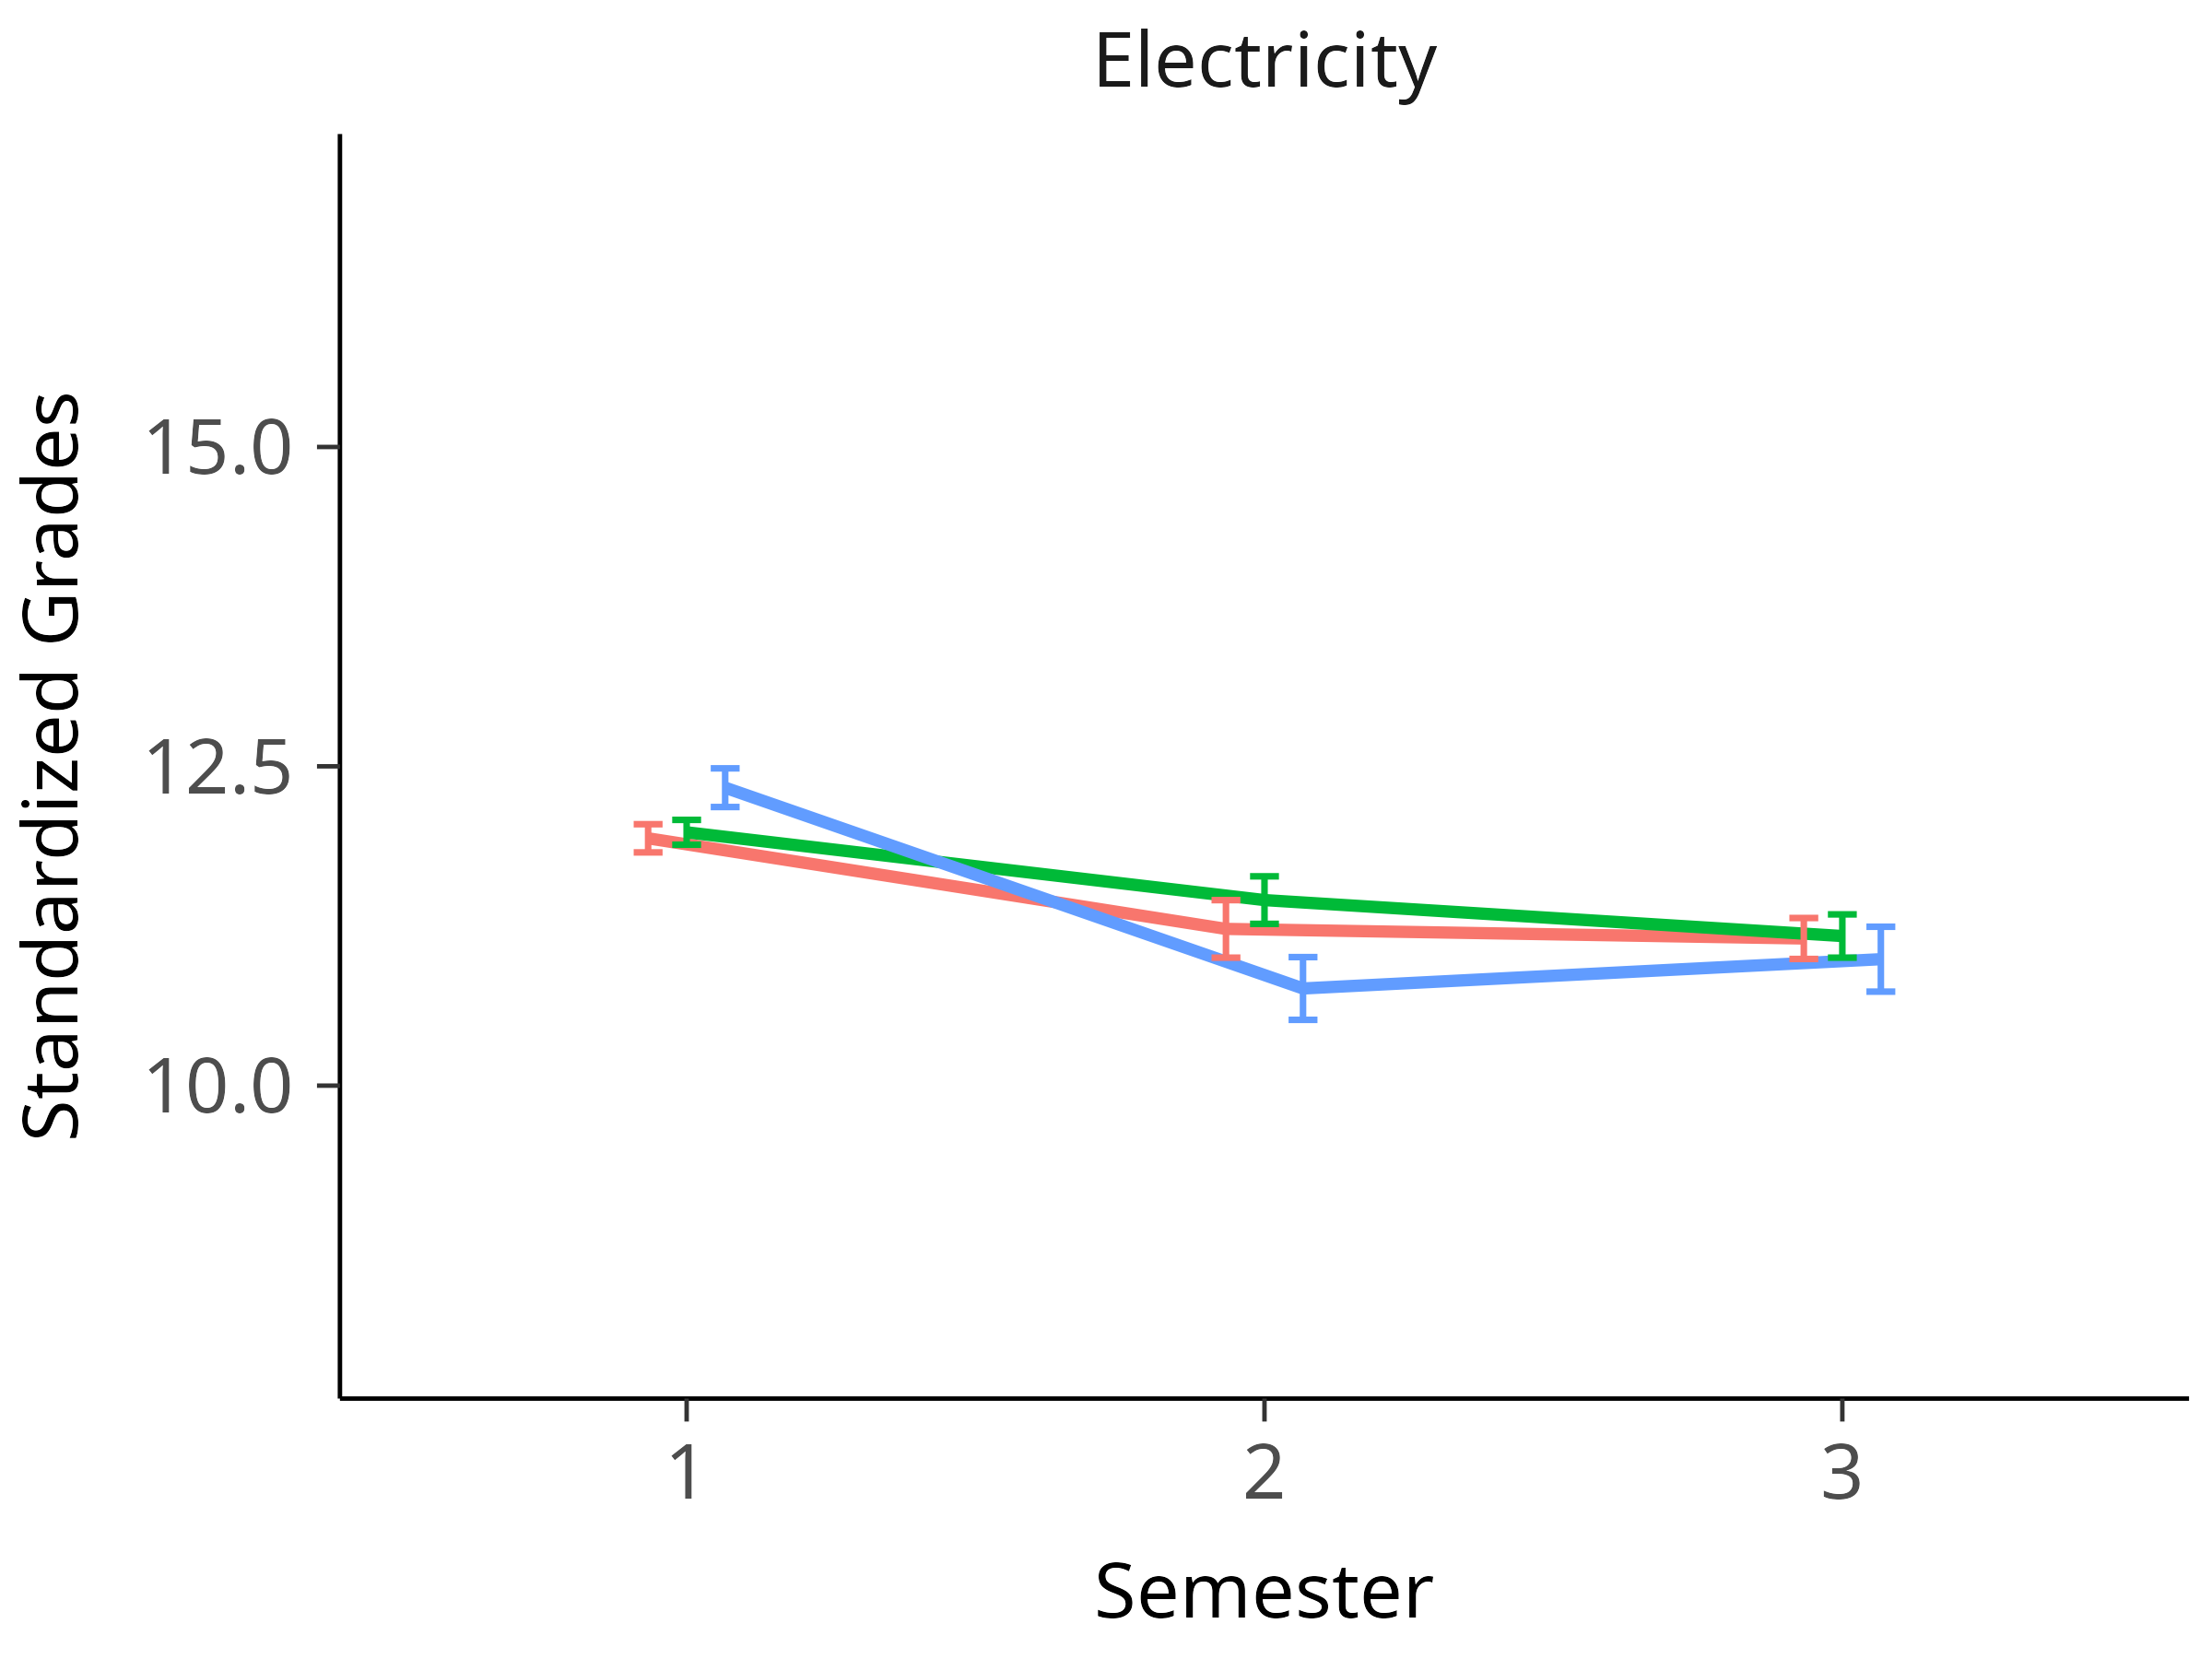 Electricity
Standardized Grades
15.0
12.5
10.0
1 2 3
Semester